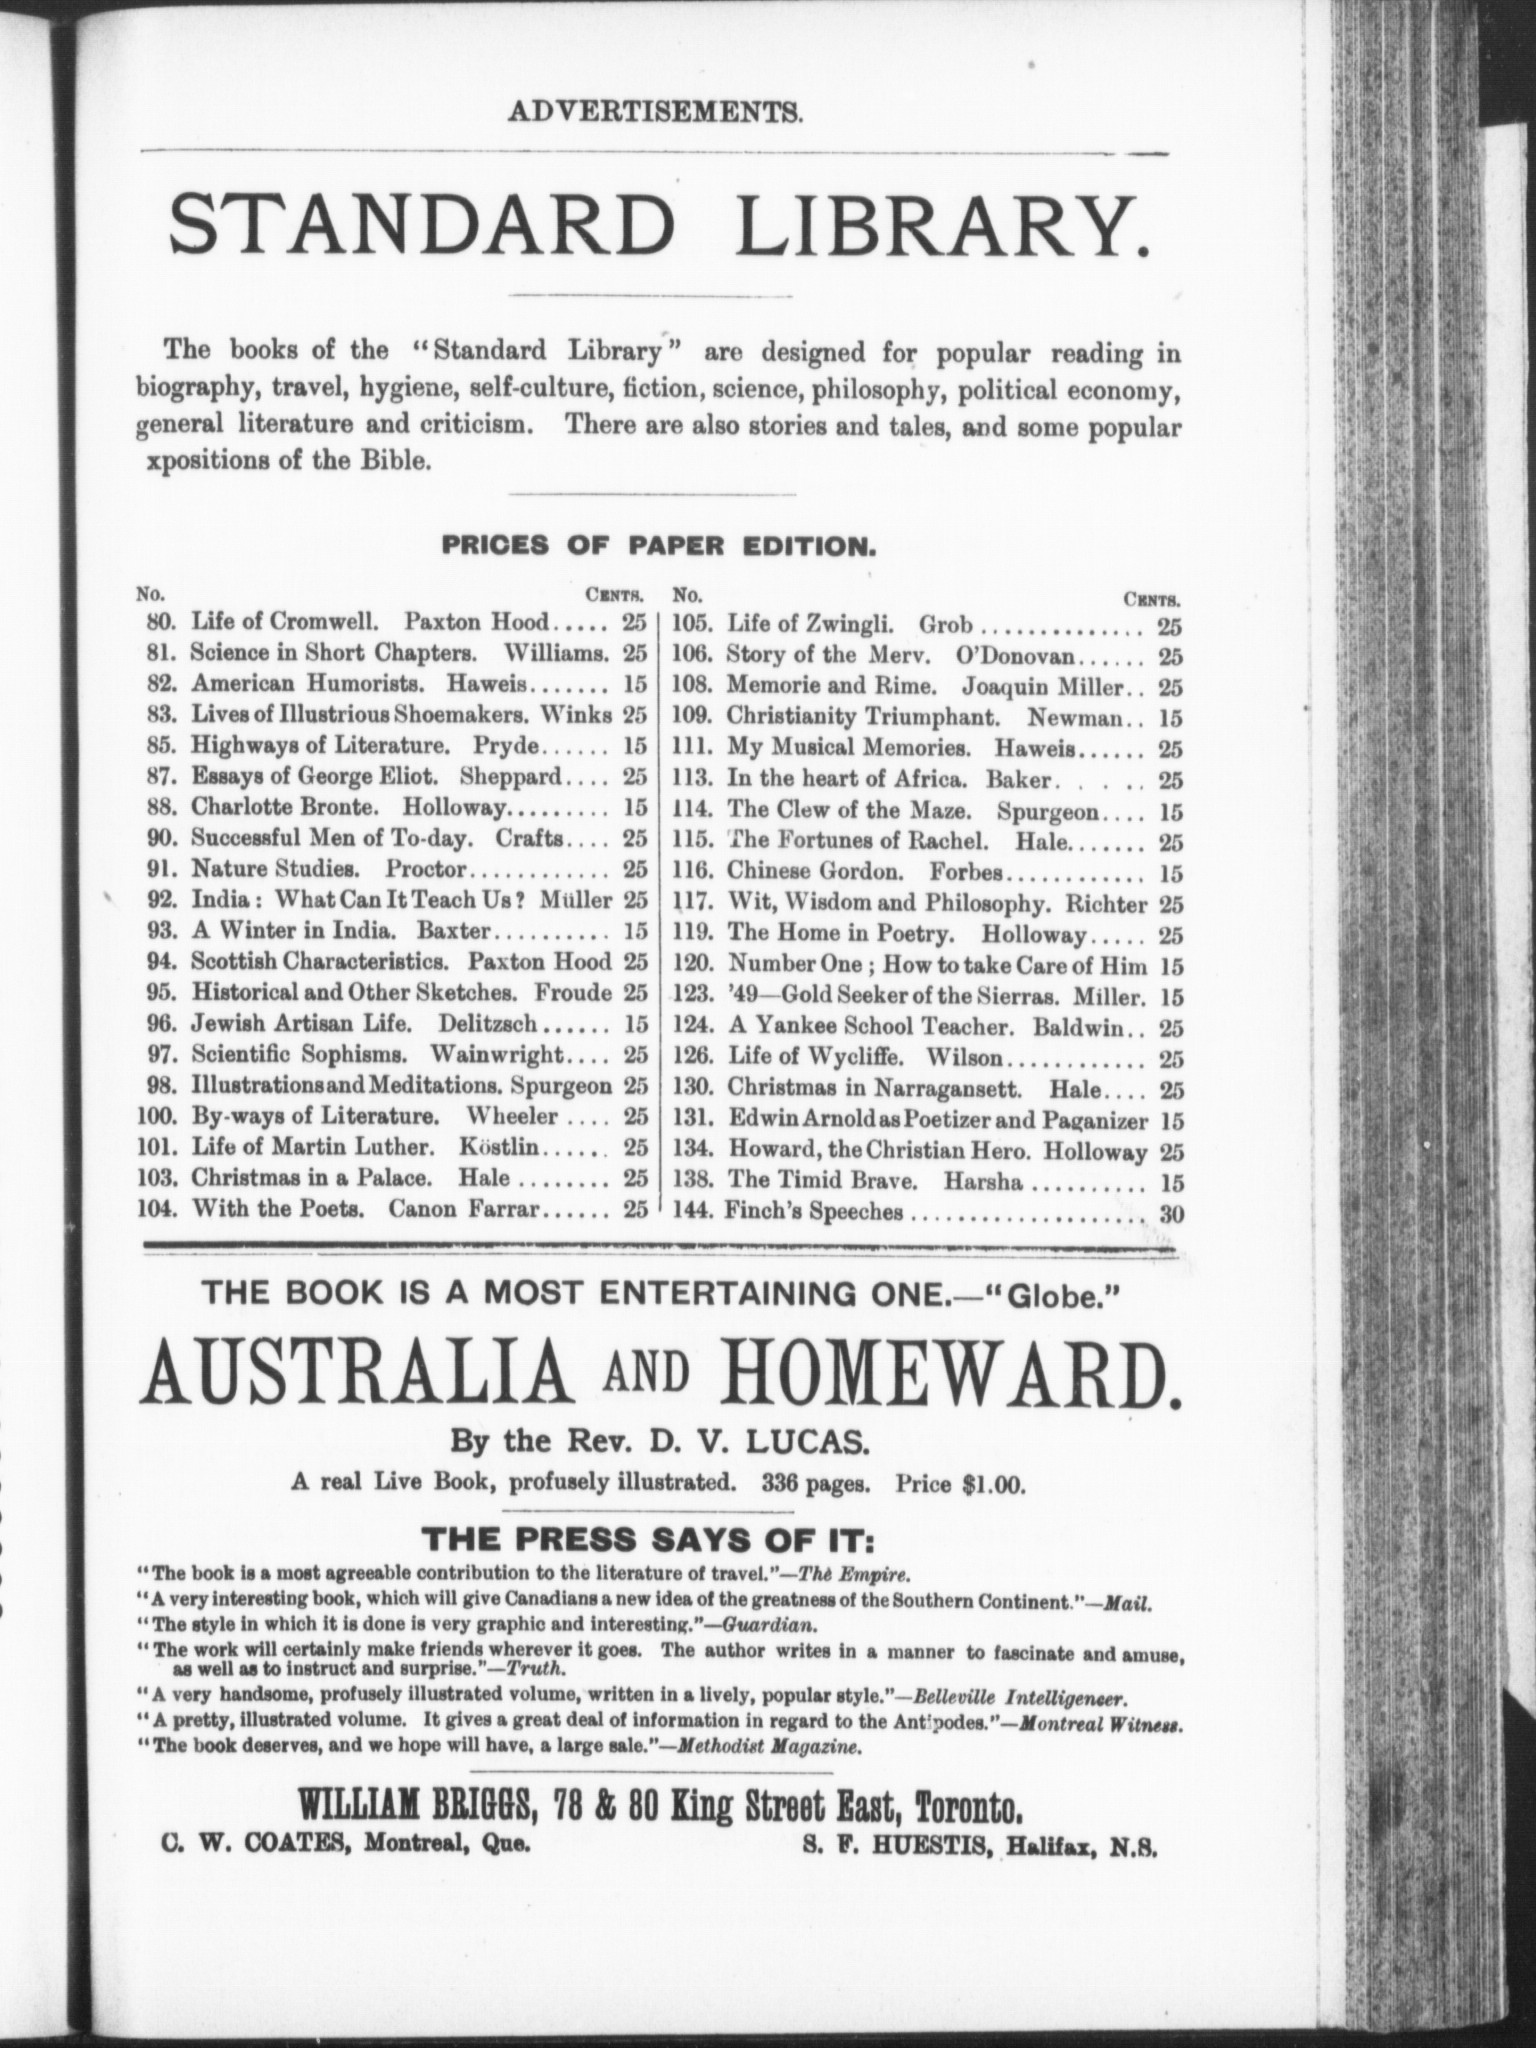 ADVERTISEMENTS.
STANDARD LIBRARY.
The books of the "Standard Library" are designed for popular reading in
biography, travel, hygiene, self-culture, fiction, science, philosophy, political economy,
general literature and criticism. There are also stories and tales, and some popular
xpositions of the Bible.
PRICES OF PAPER EDITION.
No. CENTS.
80. Life of Cromwell. Paxton Hood..... 25
81. Science in Short Chapters. Williams. 25
82. American Humorists. Haweis....... 15
83. Lives of Illustrious Shoemakers. Winks 25
85. Highways of Literature. Pryde...... 15
87. Essays of George Eliot. Sheppard.... 25
88. Charlotte Bronte. Holloway......... 15
90. Successful Men of To-day. Crafts.... 25
91. Nature Studies. Proctor............ 25
92. India: What Can It Teach Us? Müller 25
93. A Winter in India. Baxter.......... 15
94. Scottish Characteristics. Paxton Hood 25
95. Historical and Other Sketches. Froude 25
96. Jewish Artisan Life. Delitzsch...... 15
97. Scientific Sophisms. Wainwright.... 25
98. Illustrations and Meditations. Spurgeon 25
100. By-ways of Literature. Wheeler .... 25
101. Life of Martin Luther. Köstlin...... 25
103. Christmas in a Palace. Hale ........ 25
104. With the Poets. Canon Farrar...... 25
No. CENTS.
105. Life of Zwingli. Grob .............. 25
106. Story of the Merv. O'Donovan...... 25
108. Memorie and Rime. Joaquin Miller.. 25
109. Christianity Triumphant. Newman.. 15
111. My Musical Memories. Haweis...... 25
113. In the heart of Africa. Baker. . . .. 25
114. The Clew of the Maze. Spurgeon.... 15
115. The Fortunes of Rachel. Hale....... 25
116. Chinese Gordon. Forbes............ 15
117. Wit, Wisdom and Philosophy. Richter 25
119. The Home in Poetry. Holloway..... 25
120. Number One; How to take Care of Him 15
123. '49—Gold Seeker of the Sierras. Miller. 15
124. A Yankee School Teacher. Baldwin.. 25
126. Life of Wycliffe. Wilson............ 25
130. Christmas in Narragansett. Hale.... 25
131. Edwin Arnold as Poetizer and Paganizer 15
134. Howard, the Christian Hero. Holloway 25
138. The Timid Brave. Harsha .......... 15
144. Finch's Speeches .................... 30
THE BOOK IS A MOST ENTERTAINING ONE.—"Globe."
AUSTRALIA AND HOMEWARD.
By the Rev. D. V. LUCAS.
A real Live Book, profusely illustrated. 336 pages. Price $1.00.
THE PRESS SAYS OF IT:
"The book is a most agreeable contribution to the literature of travel."—The Empire.
"A very interesting book, which will give Canadians a new idea of the greatness of the Southern Continent."—Mail.
"The style in which it is done is very graphic and interesting."—Guardian.
"The work will certainly make friends wherever it goes. The author writes in a manner to fascinate and amuse,
as well as to instruct and surprise."—Truth.
"A very handsome, profusely illustrated volume, written in a lively, popular style."—Belleville Intelligencer.
"A pretty, illustrated volume. It gives a great deal of information in regard to the Antipodes."—Montreal Witness.
"The book deserves, and we hope will have, a large sale."—Methodist Magazine.
WILLIAM BRIGGS, 78 & 80 King Street East, Toronto.
C. W. COATES, Montreal, Que. S. F. HUESTIS, Halifax, N.S.